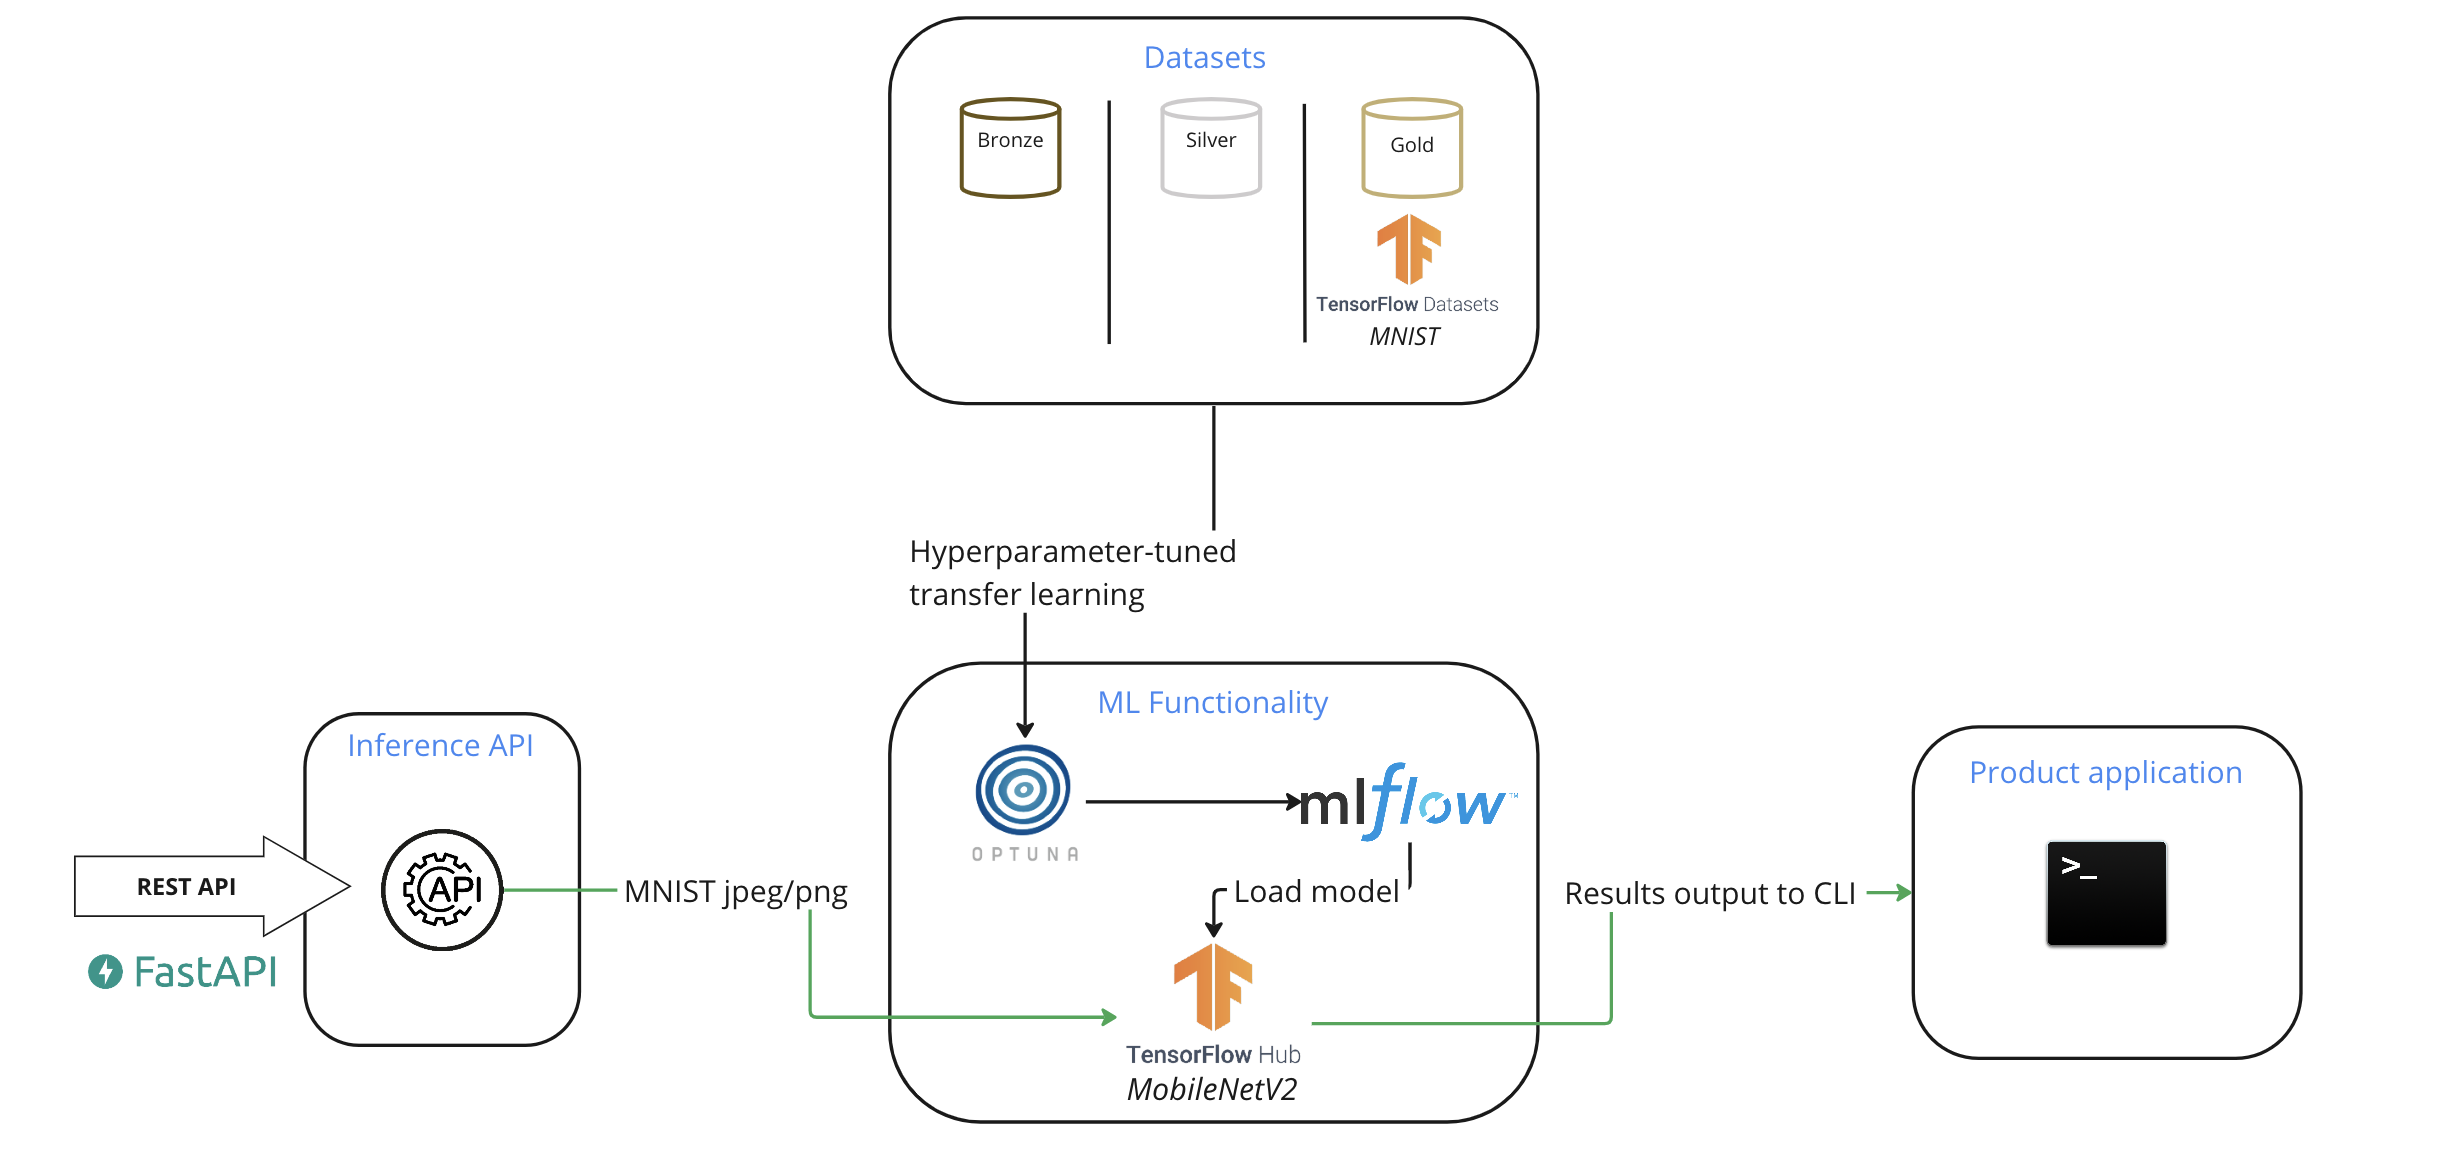 Datasets
Bronze
Silver
Gold
TensorFlow Datasets
MNIST
Hyperparameter-tuned
transfer learning
ML Functionality
OPTUNA
mlflow™
Load model
TensorFlow Hub
MobileNetV2
Inference API
REST API
API
FastAPI
MNIST jpeg/png
Results output to CLI
Product application
>_